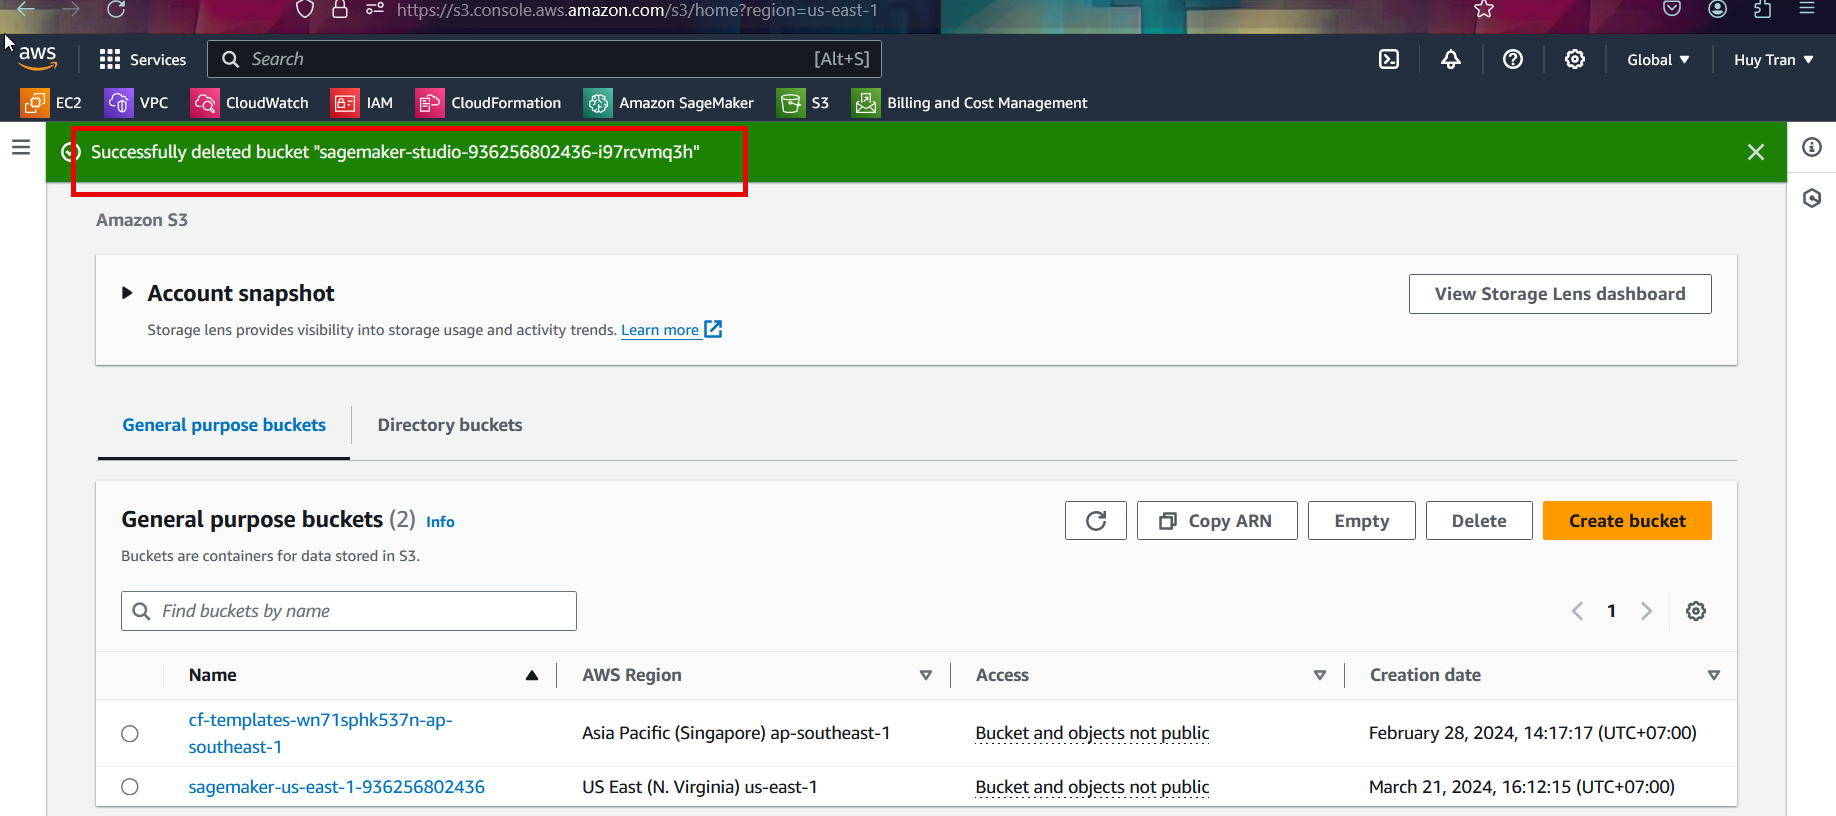 https://s3.console.aws.amazon.com/s3/home?region=us-east-1
aws Services Search [Alt+S] Global Huy Tran
EC2 VPC CloudWatch IAM CloudFormation Amazon SageMaker S3 Billing and Cost Management
Successfully deleted bucket "sagemaker-studio-936256802436-i97rcvmq3h"
Amazon S3
Account snapshot
View Storage Lens dashboard
Storage lens provides visibility into storage usage and activity trends. Learn more
General purpose buckets Directory buckets
General purpose buckets (2) Info
Copy ARN Empty Delete Create bucket
Buckets are containers for data stored in S3.
Find buckets by name 1
Name AWS Region Access Creation date
cf-templates-wn71sphk537n-ap-
southeast-1
Asia Pacific (Singapore) ap-southeast-1 Bucket and objects not public February 28, 2024, 14:17:17 (UTC+07:00)
sagemaker-us-east-1-936256802436 US East (N. Virginia) us-east-1 Bucket and objects not public March 21, 2024, 16:12:15 (UTC+07:00)